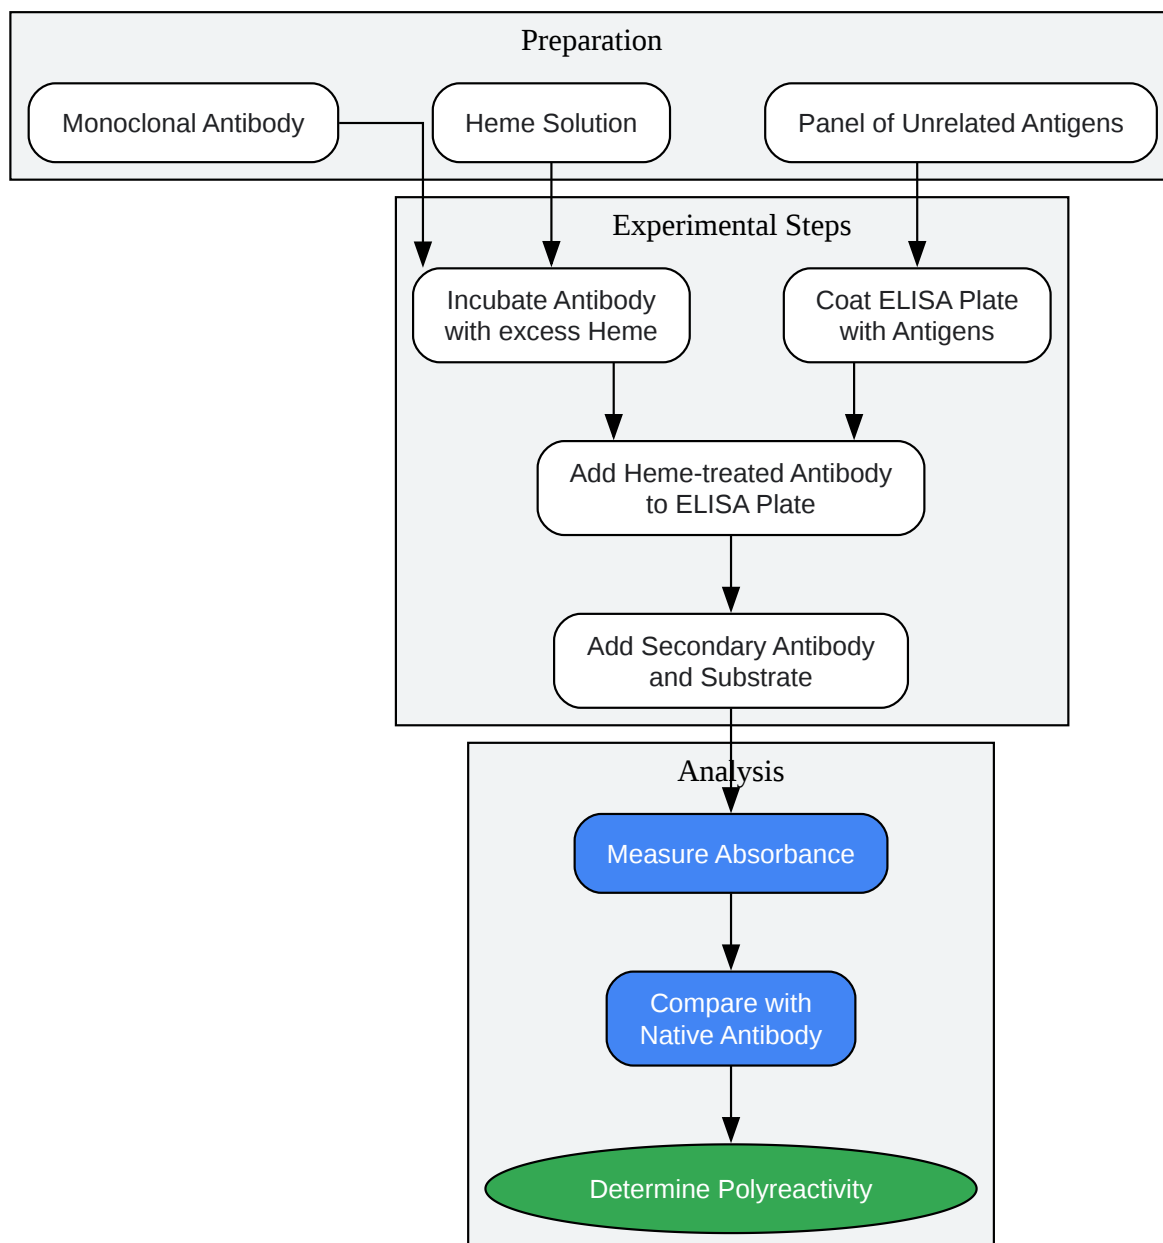 Preparation
Monoclonal Antibody
Heme Solution
Panel of Unrelated Antigens
Experimental Steps
Incubate Antibody
with excess Heme
Coat ELISA Plate
with Antigens
Add Heme-treated Antibody
to ELISA Plate
Add Secondary Antibody
and Substrate
Analysis
Measure Absorbance
Compare with
Native Antibody
Determine Polyreactivity